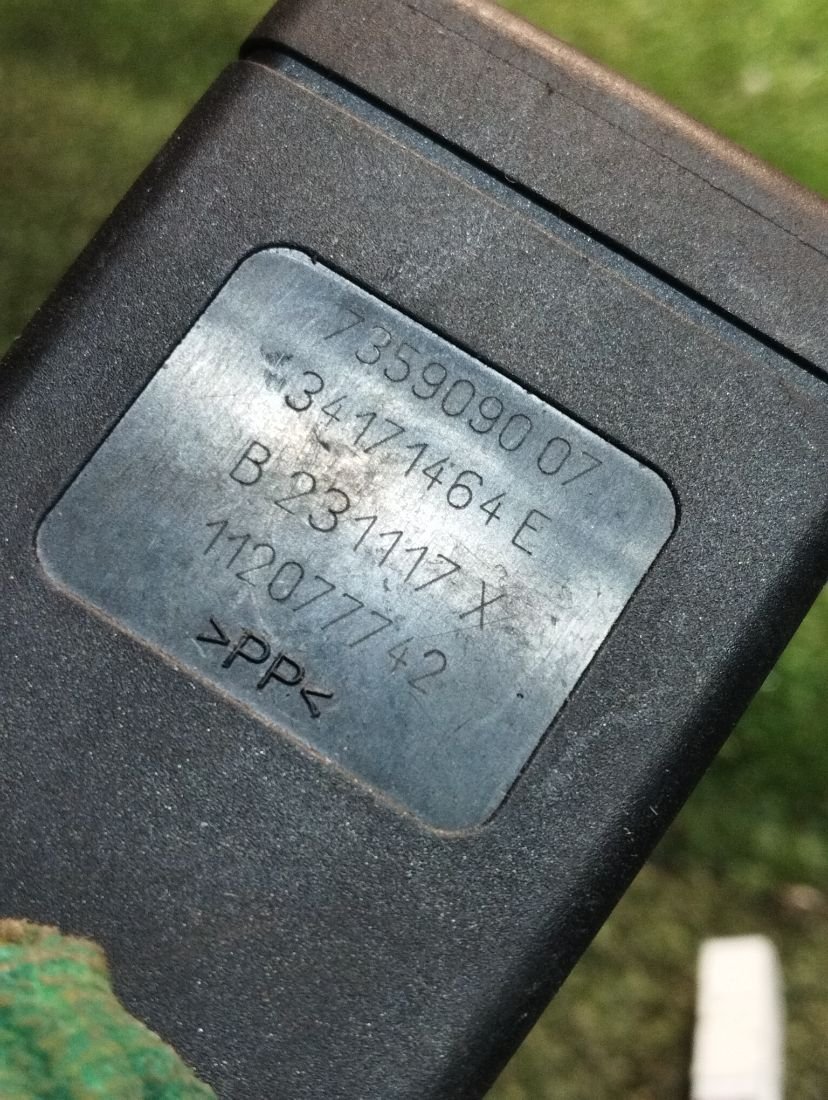 7359090 07
34171464 E
B 231117 X
112077742
>PP<